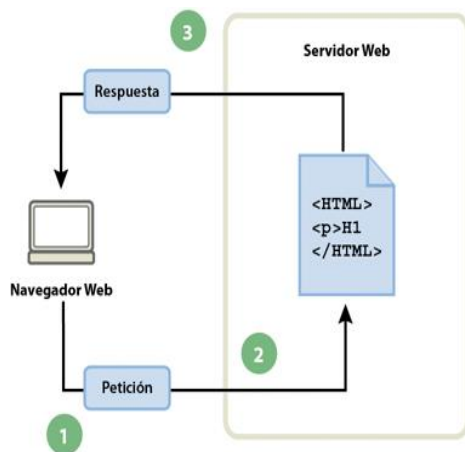 3
Servidor Web
Respuesta
<HTML>
<p>H1
</HTML>
Navegador Web
2
Petición
1